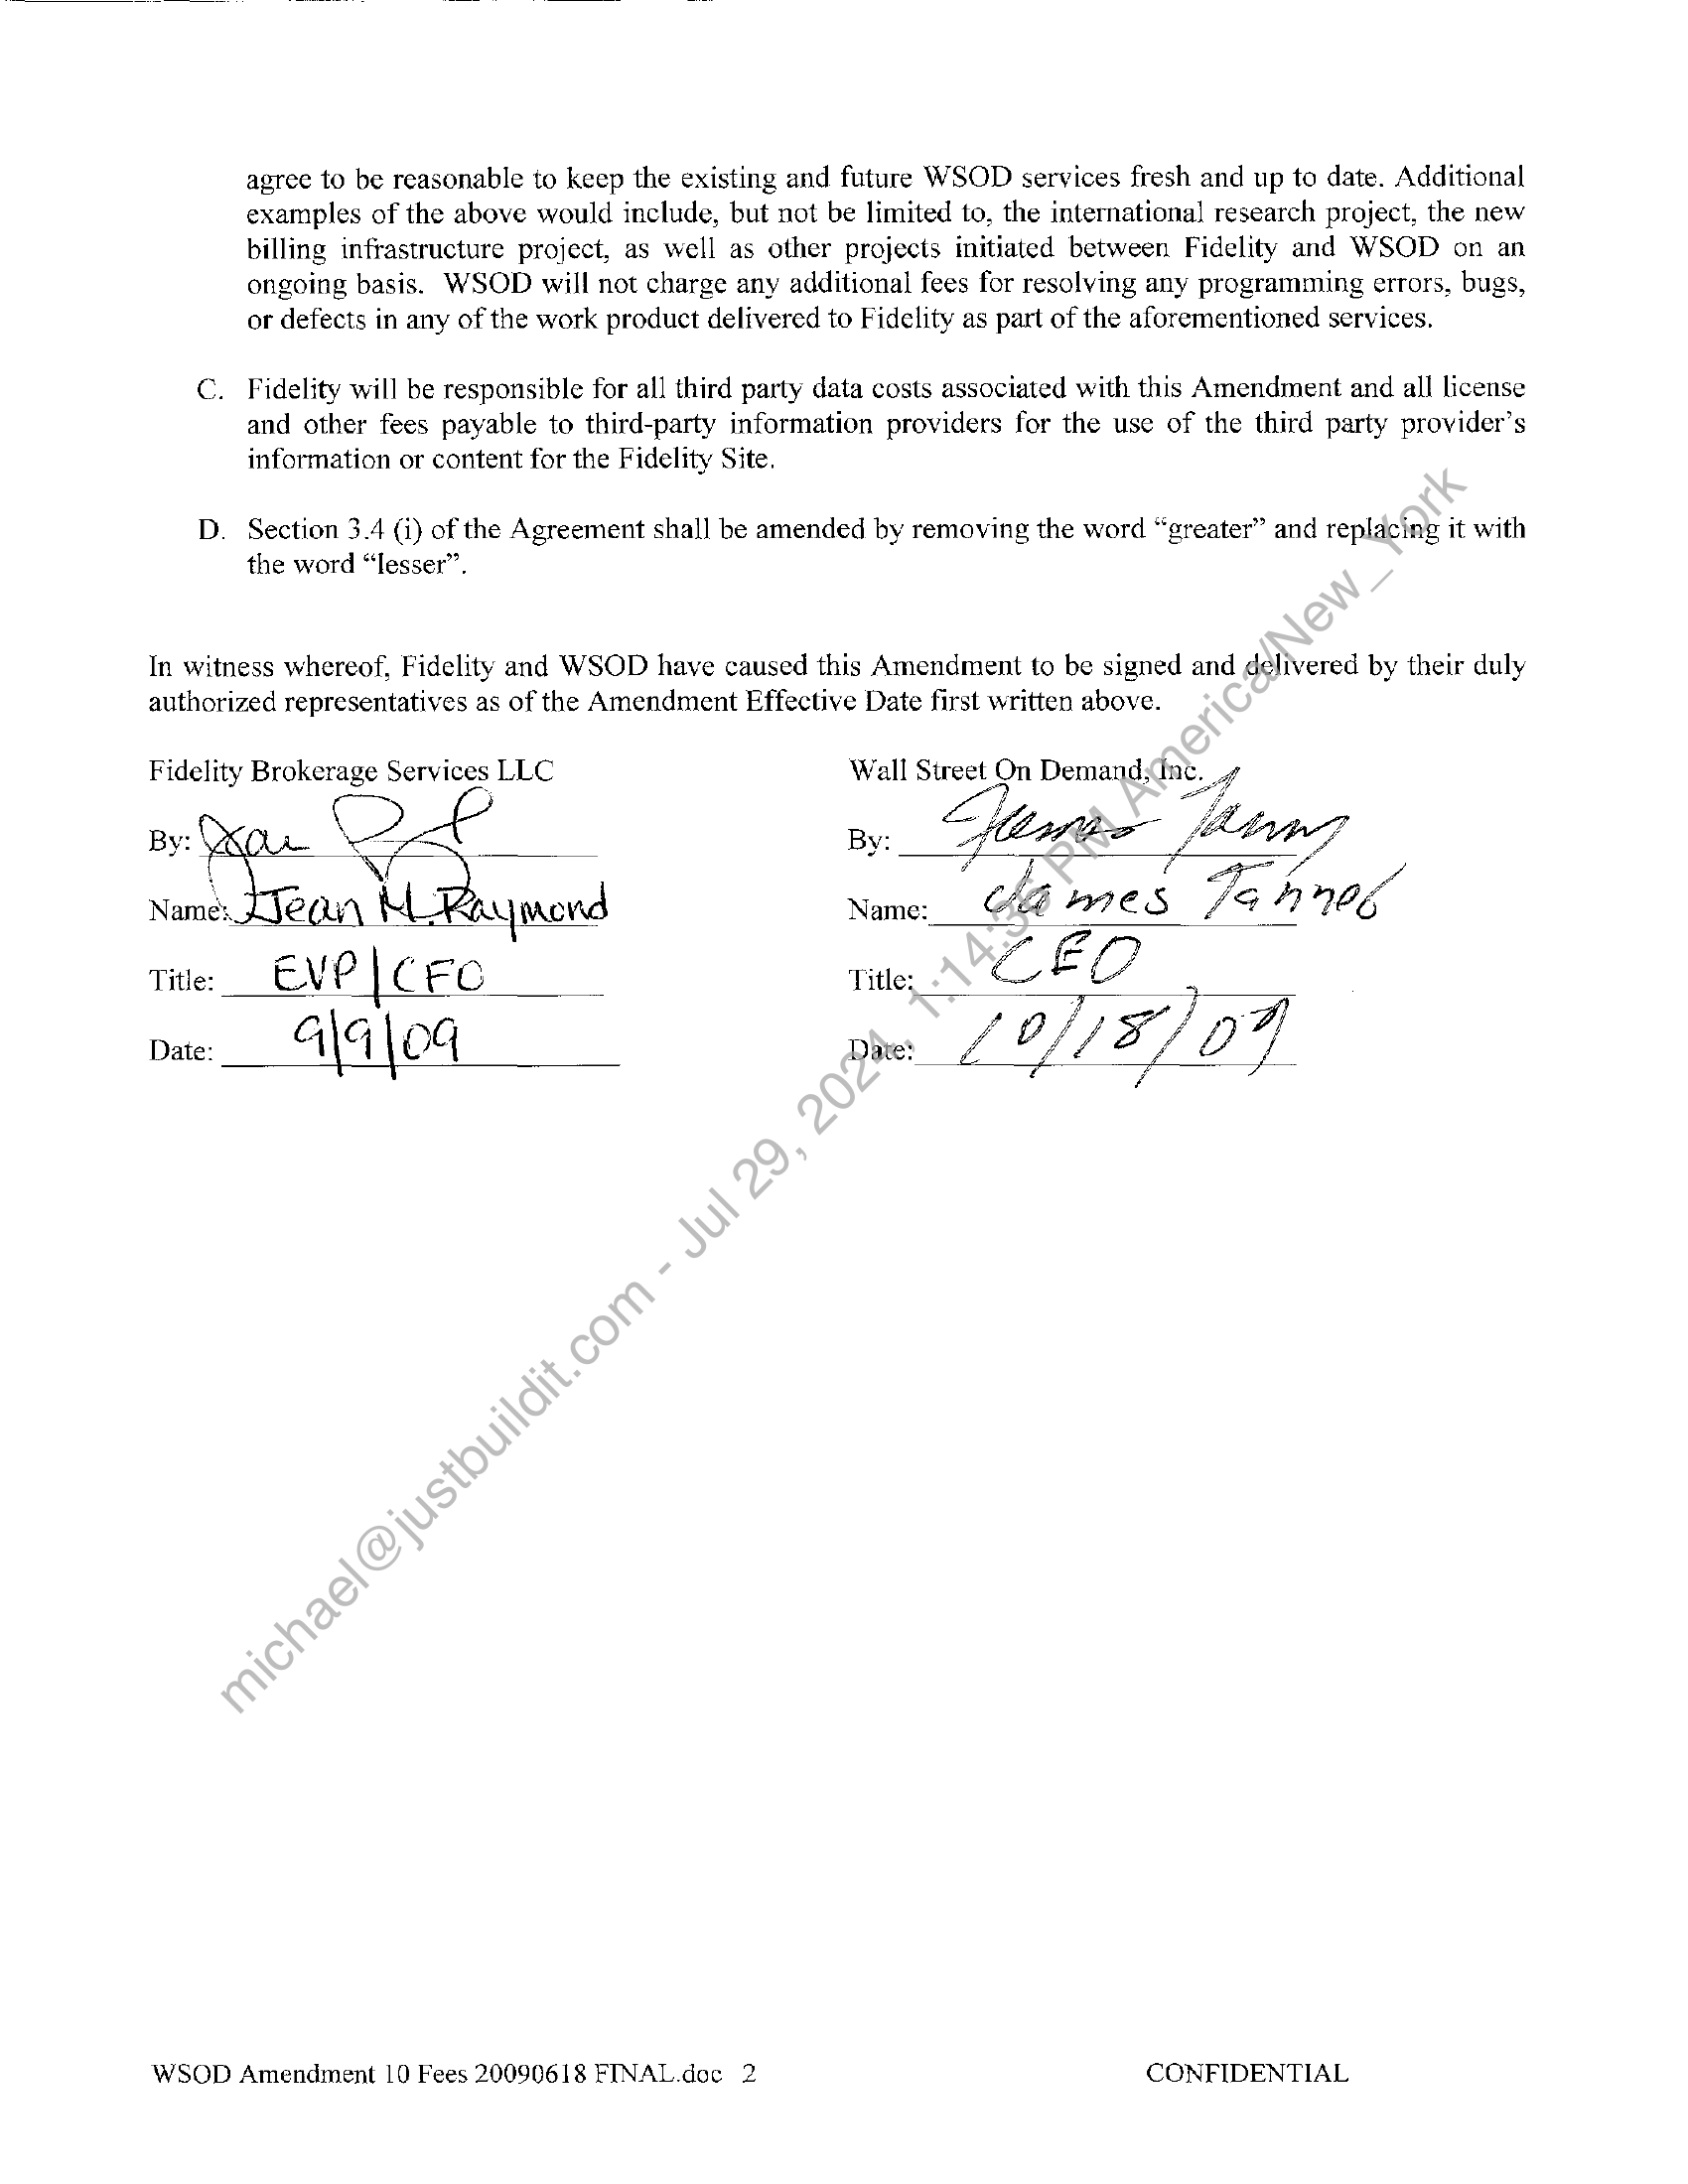 agree to be reasonable to keep the existing and future WSOD services fresh and up to date. Additional
examples of the above would include, but not be limited to, the international research project, the new
billing infrastructure project, as well as other projects initiated between Fidelity and WSOD on an
ongoing basis. WSOD will not charge any additional fees for resolving any programming errors, bugs,
or defects in any of the work product delivered to Fidelity as part of the aforementioned services.
C. Fidelity will be responsible for all third party data costs associated with this Amendment and all license
and other fees payable to third-party information providers for the use of the third party provider's
information or content for the Fidelity Site.
D. Section 3.4 (i) of the Agreement shall be amended by removing the word “greater” and replacing it with
the word “lesser”.
In witness whereof, Fidelity and WSOD have caused this Amendment to be signed and delivered by their duly
authorized representatives as of the Amendment Effective Date first written above.
Fidelity Brokerage Services LLC
By:
Name: Jean M. Raymond
Title: EVP|CFO
Date: 9/9/09
Wall Street On Demand, Inc.
By: James Tanner
Name: James Tanner
Title: CEO
Date: 10/18/09
michael@justbuildit.com - Jul 29, 2024, 1:14:36 PM America/New_York
WSOD Amendment 10 Fees 20090618 FINAL.doc 2
CONFIDENTIAL